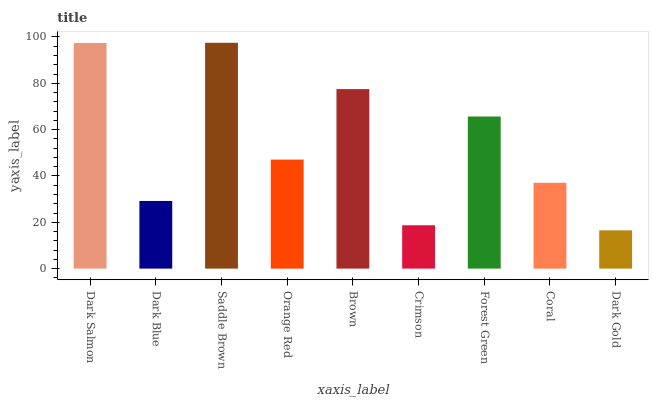 title
yaxis_label
100
80
60
40
20
0
Dark Salmon
Dark Blue
Saddle Brown
Orange Red
Brown
Crimson
Forest Green
Coral
Dark Gold
xaxis_label